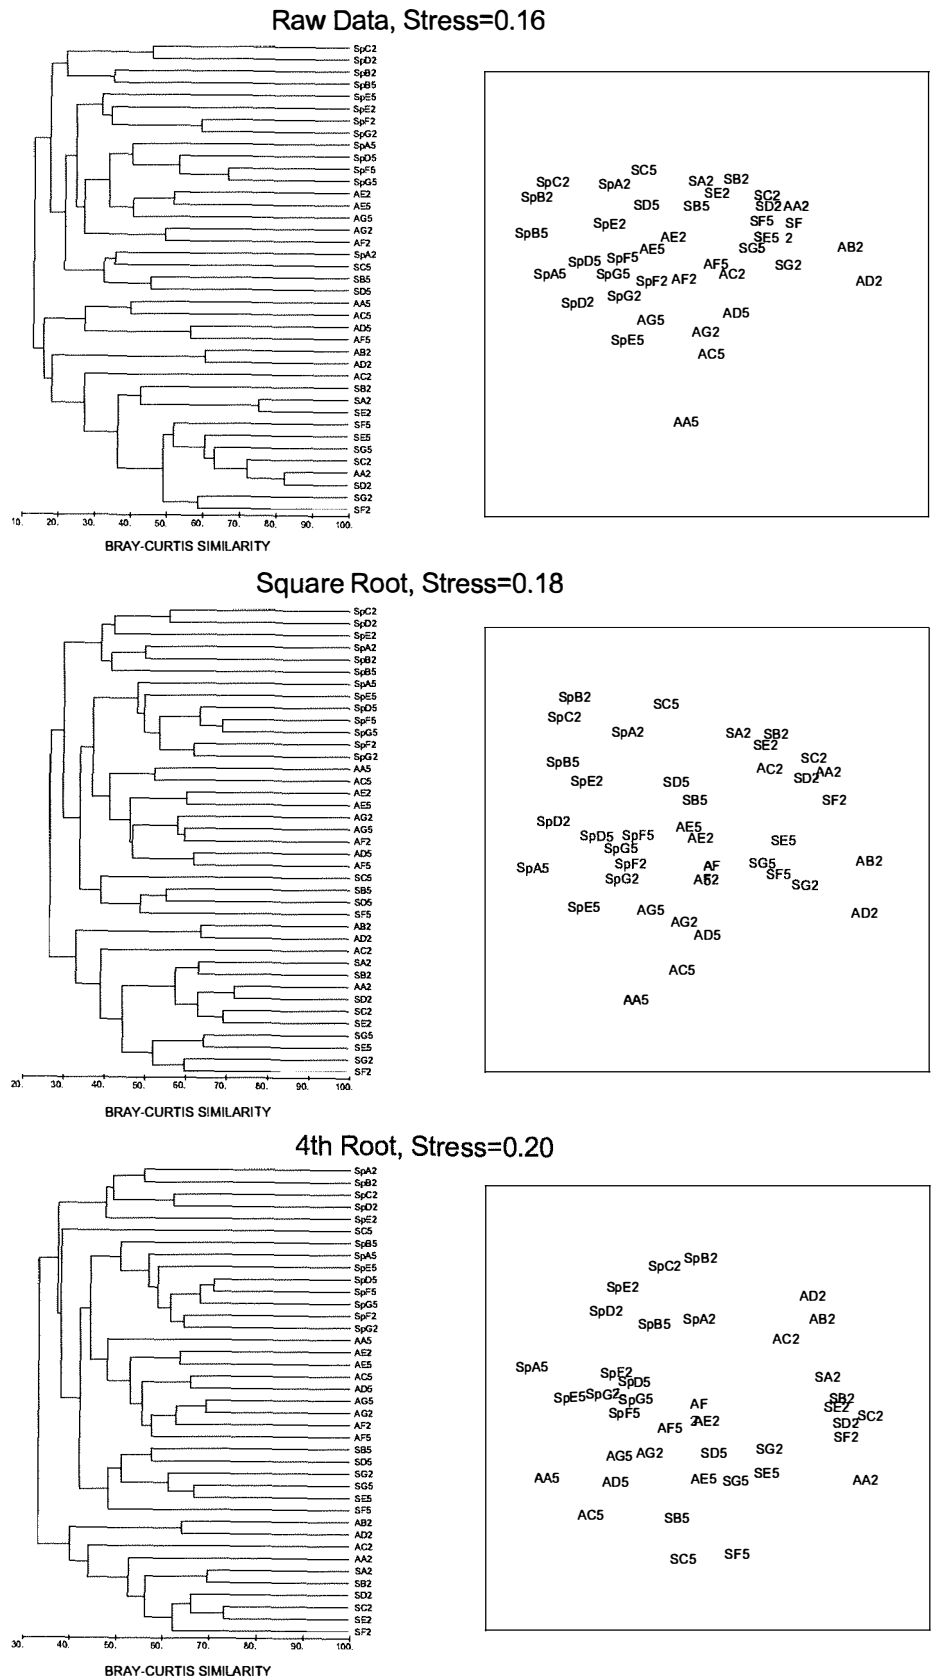 Raw Data, Stress=0.16
SpC2
SpD2
SpB2
SpB5
SpE5
SpE2
SpF2
SpG2
SpA5
SpD5
SpF5
SpG5
AE2
AE5
AG5
AG2
AF2
SpA2
SC5
SB5
SD5
AA5
AC5
AD5
AF5
AB2
AD2
AC2
SB2
SA2
SE2
SF5
SE5
SG5
SC2
AA2
SD2
SG2
SF2
10. 20. 30. 40. 50. 60. 70. 80. 90. 100.
BRAY-CURTIS SIMILARITY
SC5
SpC2 SpA2 SA2 SB2
SpB2 SE2 SC2
SD5 SB5 SD2 AA2
SpE2 SF5 SF
SpB5 AE2 SE5 2
AE5 SG5 AB2
SpD5 SpF5 AF5 SG2
SpA5 SpG5 SpF2 AF2 AC2 AD2
SpD2 SpG2
AG5 AD5
SpE5 AG2
AC5
AA5
Square Root, Stress=0.18
SpC2
SpD2
SpE2
SpA2
SpB2
SpB5
SpA5
SpE5
SpD5
SpF5
SpG5
SpF2
SpG2
AA5
AC5
AE2
AE5
AG2
AG5
AF2
AD5
AF5
SC5
SB5
SD5
SF5
AB2
AD2
AC2
SA2
SB2
AA2
SD2
SC2
SE2
SG5
SE5
SG2
SF2
20. 30. 40. 50. 60. 70. 80. 90. 100.
BRAY-CURTIS SIMILARITY
SpB2 SC5
SpC2
SpA2 SA2 SB2
SE2
SpB5 AC2 SC2
SpE2 SD5 SD2 AA2
SB5 SF2
SpD2 AE5
SpD5 SpF5 AE2 SE5
SpG5
SpA5 SpF2 AF SG5 AB2
SpG2 SF5 SG2
SpE5 AG5 AD2
AG2
AD5
AC5
AA5
4th Root, Stress=0.20
SpA2
SpB2
SpC2
SpD2
SpE2
SC5
SpB5
SpA5
SpE5
SpD5
SpF5
SpG5
SpF2
SpG2
AA5
AE2
AE5
AC5
AD5
AG5
AG2
AF2
AF5
SB5
SD5
SG2
SG5
SE5
SF5
AB2
AD2
AC2
AA2
SA2
SB2
SD2
SC2
SE2
SF2
30. 40. 50. 60. 70. 80. 90. 100.
BRAY-CURTIS SIMILARITY
SpC2 SpB2
SpE2 AD2
SpD2 SpB5 SpA2 AB2
AC2
SpA5 SpF2 SA2
SpD5
SpE5 SpG2 SpG5 SB2
SpF5 AF SE2 SC2
AF5 2 AE2 SD2
SF2
AG5 AG2 SD5 SG2
AA5 AD5 AE5 SG5 SE5 AA2
AC5 SB5
SC5 SF5